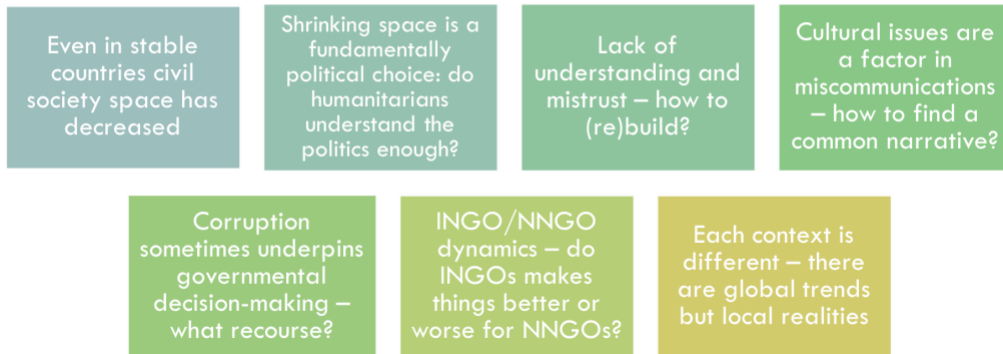 Even in stable
countries civil
society space has
decreased
Shrinking space is a
fundamentally
political choice: do
humanitarians
understand the
politics enough?
Lack of
understanding and
mistrust – how to
(re)build?
Cultural issues are
a factor in
miscommunications
– how to find a
common narrative?
Corruption
sometimes underpins
governmental
decision-making –
what recourse?
INGO/NNGO
dynamics – do
INGOs makes
things better or
worse for NNGOs?
Each context is
different – there
are global trends
but local realities